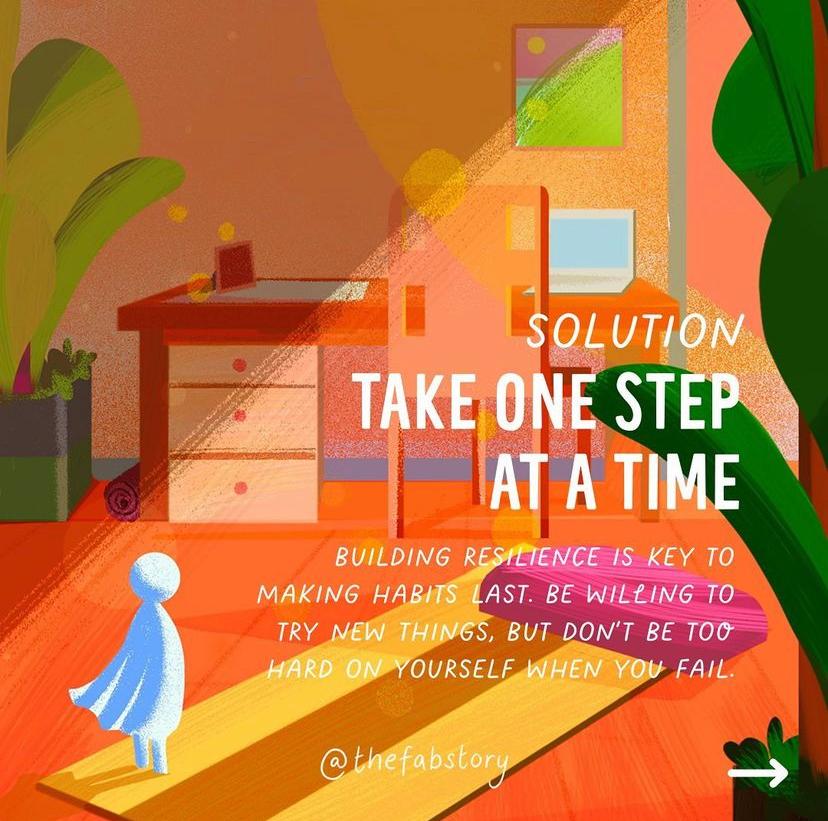 SOLUTION
TAKE ONE STEP
AT A TIME
BUILDING RESILIENCE IS KEY TO
MAKING HABITS LAST. BE WILLING TO
TRY NEW THINGS, BUT DON'T BE TOO
HARD ON YOURSELF WHEN YOU FAIL.
@thefabstory